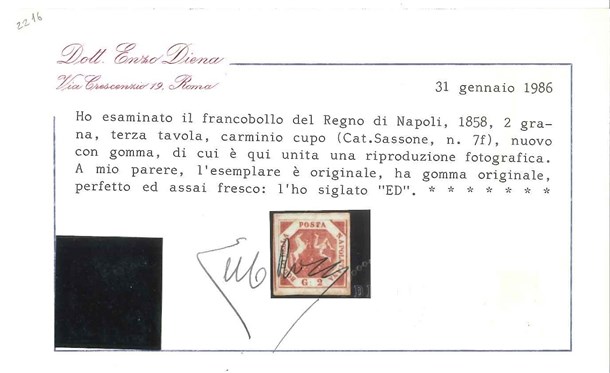 2216
Dott. Enzo Diena
Via Crescenzio 19, Roma
31 gennaio 1986
Ho esaminato il francobollo del Regno di Napoli, 1858, 2 gra-
na, terza tavola, carminio cupo (Cat.Sassone, n. 7f), nuovo
con gomma, di cui è qui unita una riproduzione fotografica.
A mio parere, l'esemplare è originale, ha gomma originale,
perfetto ed assai fresco: l'ho siglato "ED". * * * * * * *
POSTA
NAPOLETANA
G 2